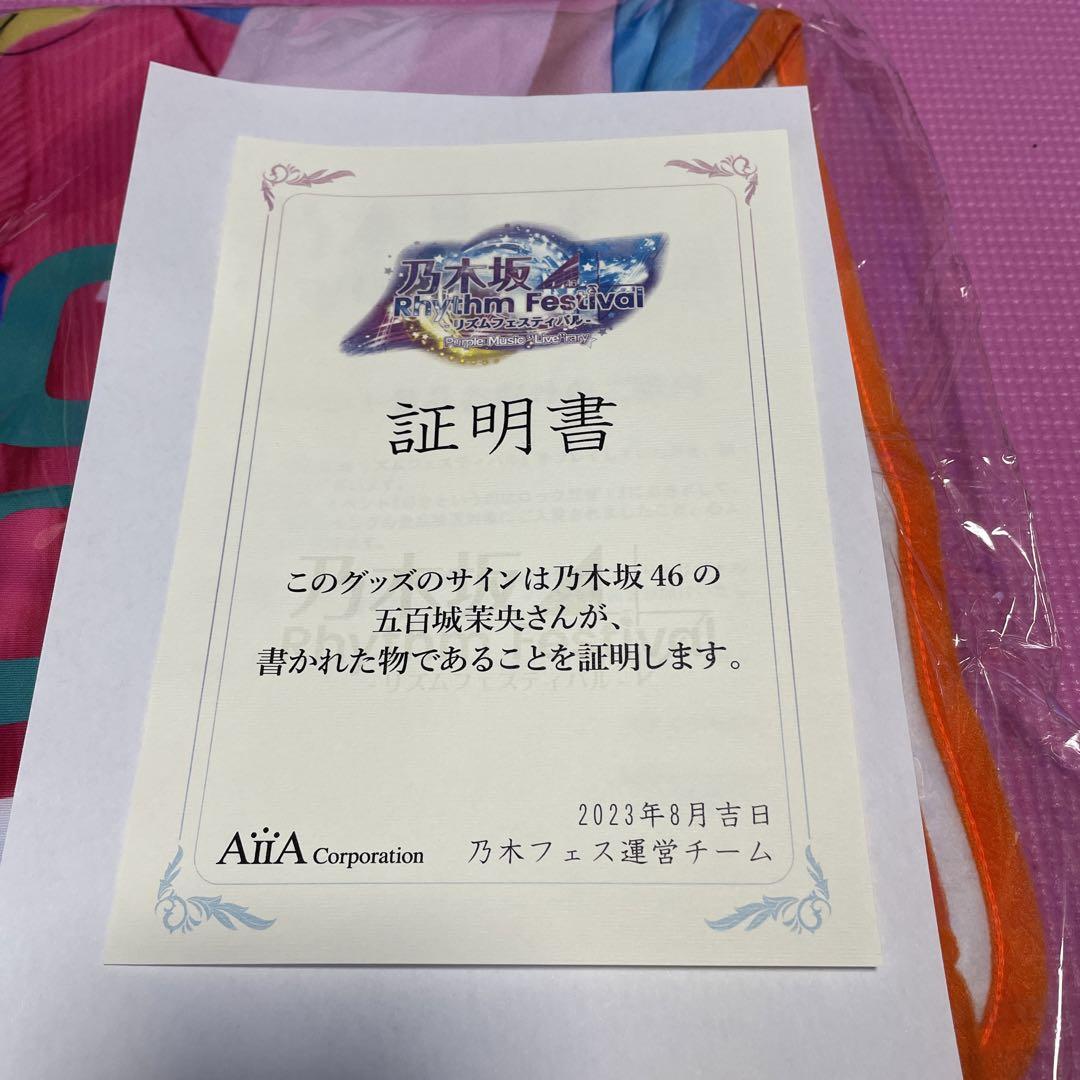 乃木坂46
Rhythm Festival
-リズムフェスティバル-
Purple Music Live*rary
証明書
このグッズのサインは乃木坂 46 の
五百城茉央さんが、
書かれた物であることを証明します。
2023年8月吉日
AiiA Corporation 乃木フェス運営チーム